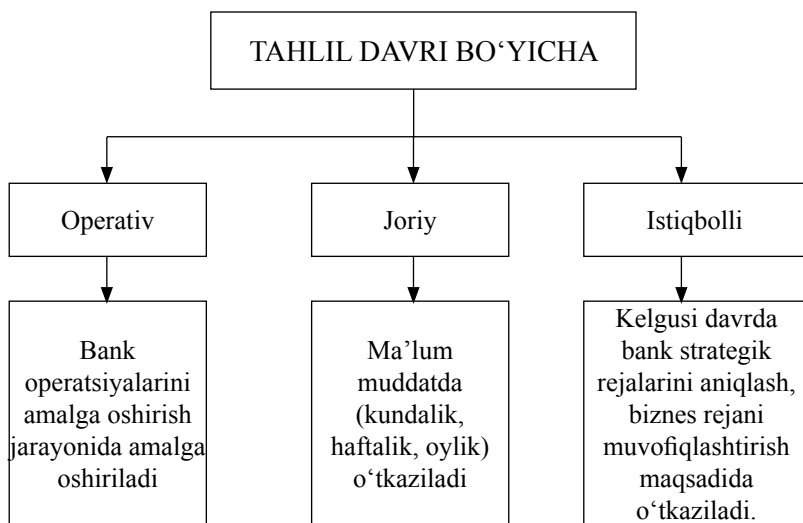 TAHLIL DAVRI BO‘YICHA
Operativ
Joriy
Istiqbolli
Bank
operatsiyalarini
amalga oshirish
jarayonida amalga
oshiriladi
Ma’lum
muddatda
(kundalik,
haftalik, oylik)
o‘tkaziladi
Kelgusi davrda
bank strategik
rejalarini aniqlash,
biznes rejani
muvofiqlashtirish
maqsadida
o‘tkaziladi.